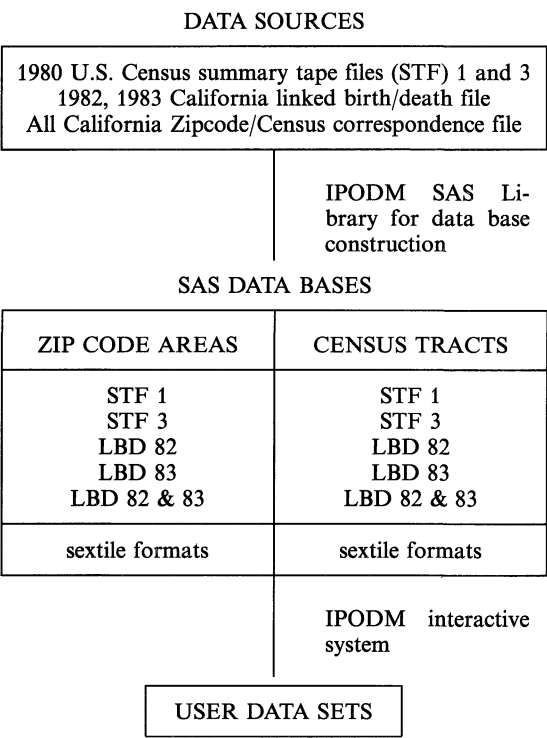 DATA SOURCES
1980 U.S. Census summary tape files (STF) 1 and 3
1982, 1983 California linked birth/death file
All California Zipcode/Census correspondence file
IPODM SAS Li-
brary for data base
construction
SAS DATA BASES
ZIP CODE AREAS
STF 1
STF 3
LBD 82
LBD 83
LBD 82 & 83
sextile formats
CENSUS TRACTS
STF 1
STF 3
LBD 82
LBD 83
LBD 82 & 83
sextile formats
IPODM interactive
system
USER DATA SETS